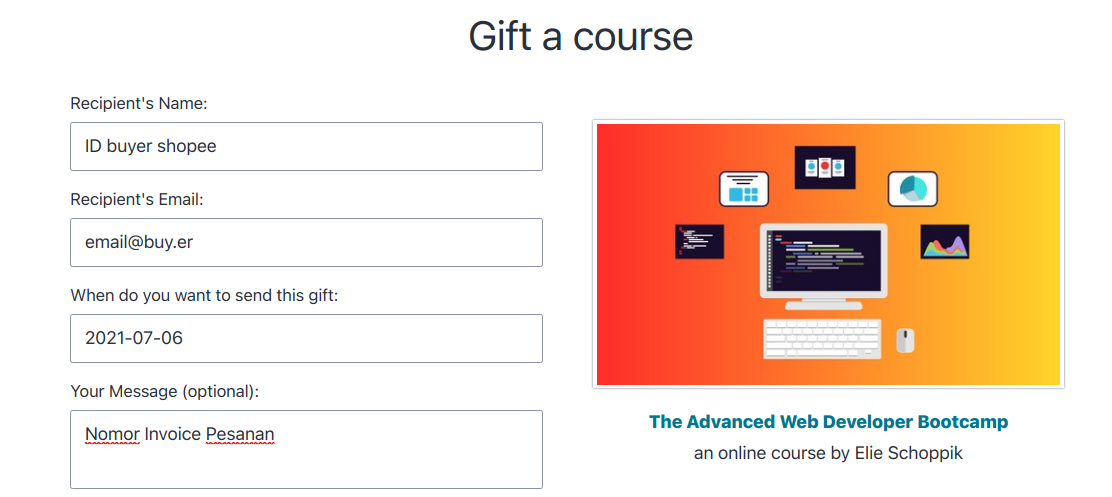 Gift a course
Recipient's Name:
ID buyer shopee
Recipient's Email:
email@buy.er
When do you want to send this gift:
2021-07-06
Your Message (optional):
Nomor Invoice Pesanan
The Advanced Web Developer Bootcamp
an online course by Elie Schoppik